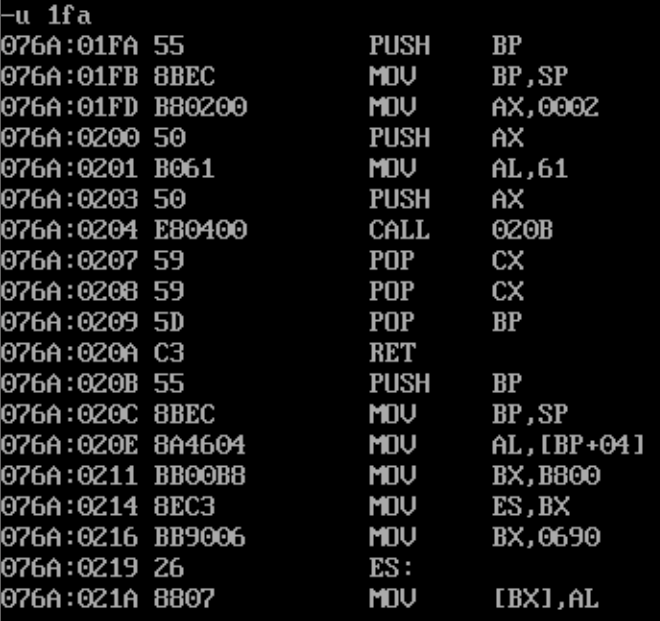 -u 1fa
076A:01FA 55 PUSH BP
076A:01FB 8BEC MOV BP,SP
076A:01FD B80200 MOV AX,0002
076A:0200 50 PUSH AX
076A:0201 B061 MOV AL,61
076A:0203 50 PUSH AX
076A:0204 E80400 CALL 020B
076A:0207 59 POP CX
076A:0208 59 POP CX
076A:0209 5D POP BP
076A:020A C3 RET
076A:020B 55 PUSH BP
076A:020C 8BEC MOV BP,SP
076A:020E 8A4604 MOV AL,[BP+04]
076A:0211 BB00B8 MOV BX,B800
076A:0214 8EC3 MOV ES,BX
076A:0216 BB9006 MOV BX,0690
076A:0219 26 ES:
076A:021A 8807 MOV [BX],AL